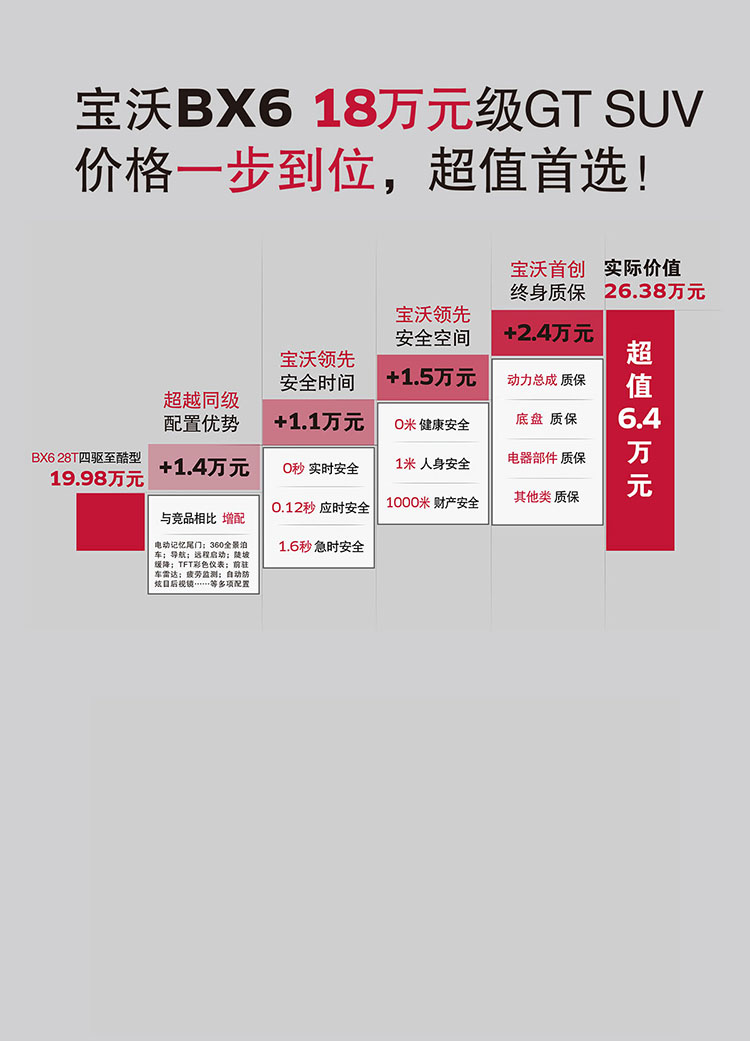 宝沃BX6 18万元级GT SUV
价格一步到位，超值首选！
BX6 28T四驱至酷型
19.98万元
超越同级
配置优势
+1.4万元
与竞品相比 增配
电动记忆尾门；360全景泊
车；导航；远程启动；陡坡
缓降；TFT彩色仪表；前驻
车雷达；疲劳监测；自动防
炫目后视镜……等多项配置
宝沃领先
安全时间
+1.1万元
0秒 实时安全
0.12秒 应时安全
1.6秒 急时安全
宝沃领先
安全空间
+1.5万元
0米 健康安全
1米 人身安全
1000米 财产安全
宝沃首创
终身质保
+2.4万元
动力总成 质保
底盘 质保
电器部件 质保
其他类 质保
实际价值
26.38万元
超
值
6.4
万
元